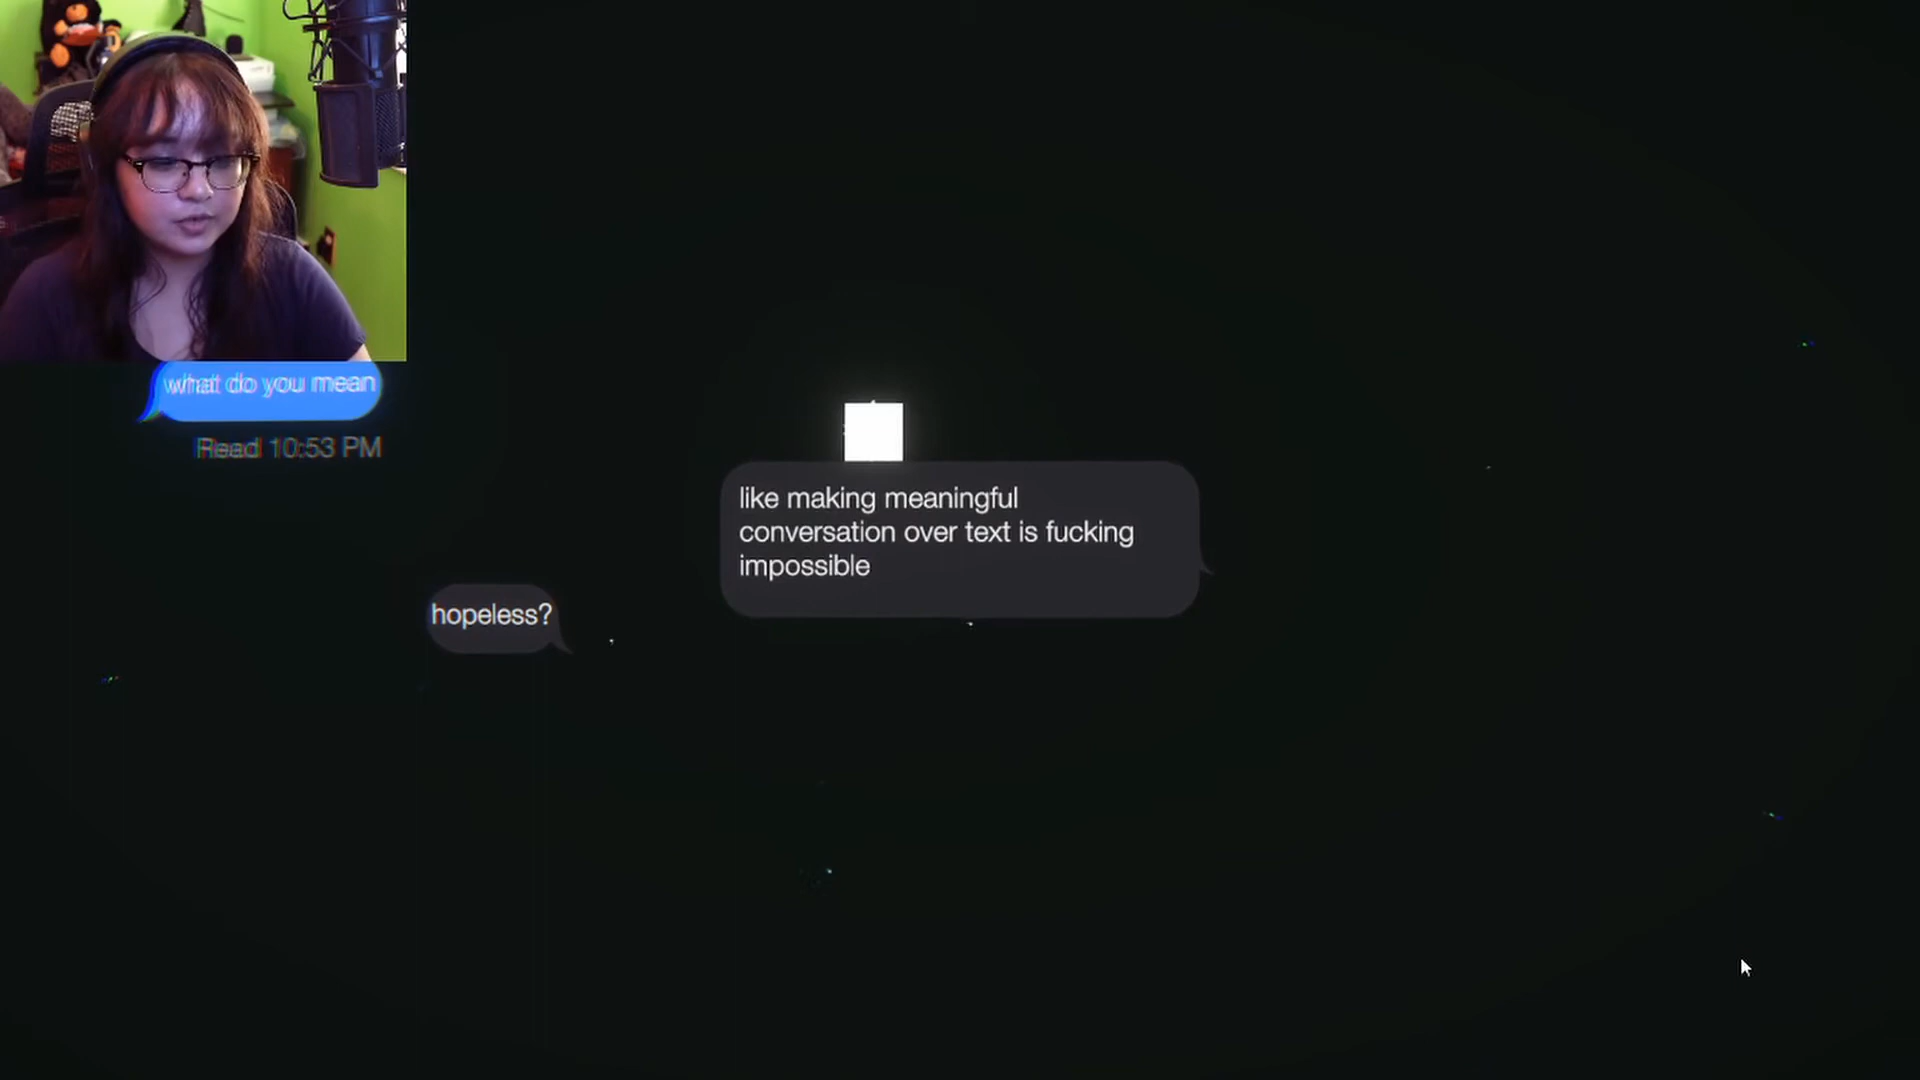 what do you mean
Read 10:53 PM
like making meaningful
conversation over text is fucking
impossible
hopeless?